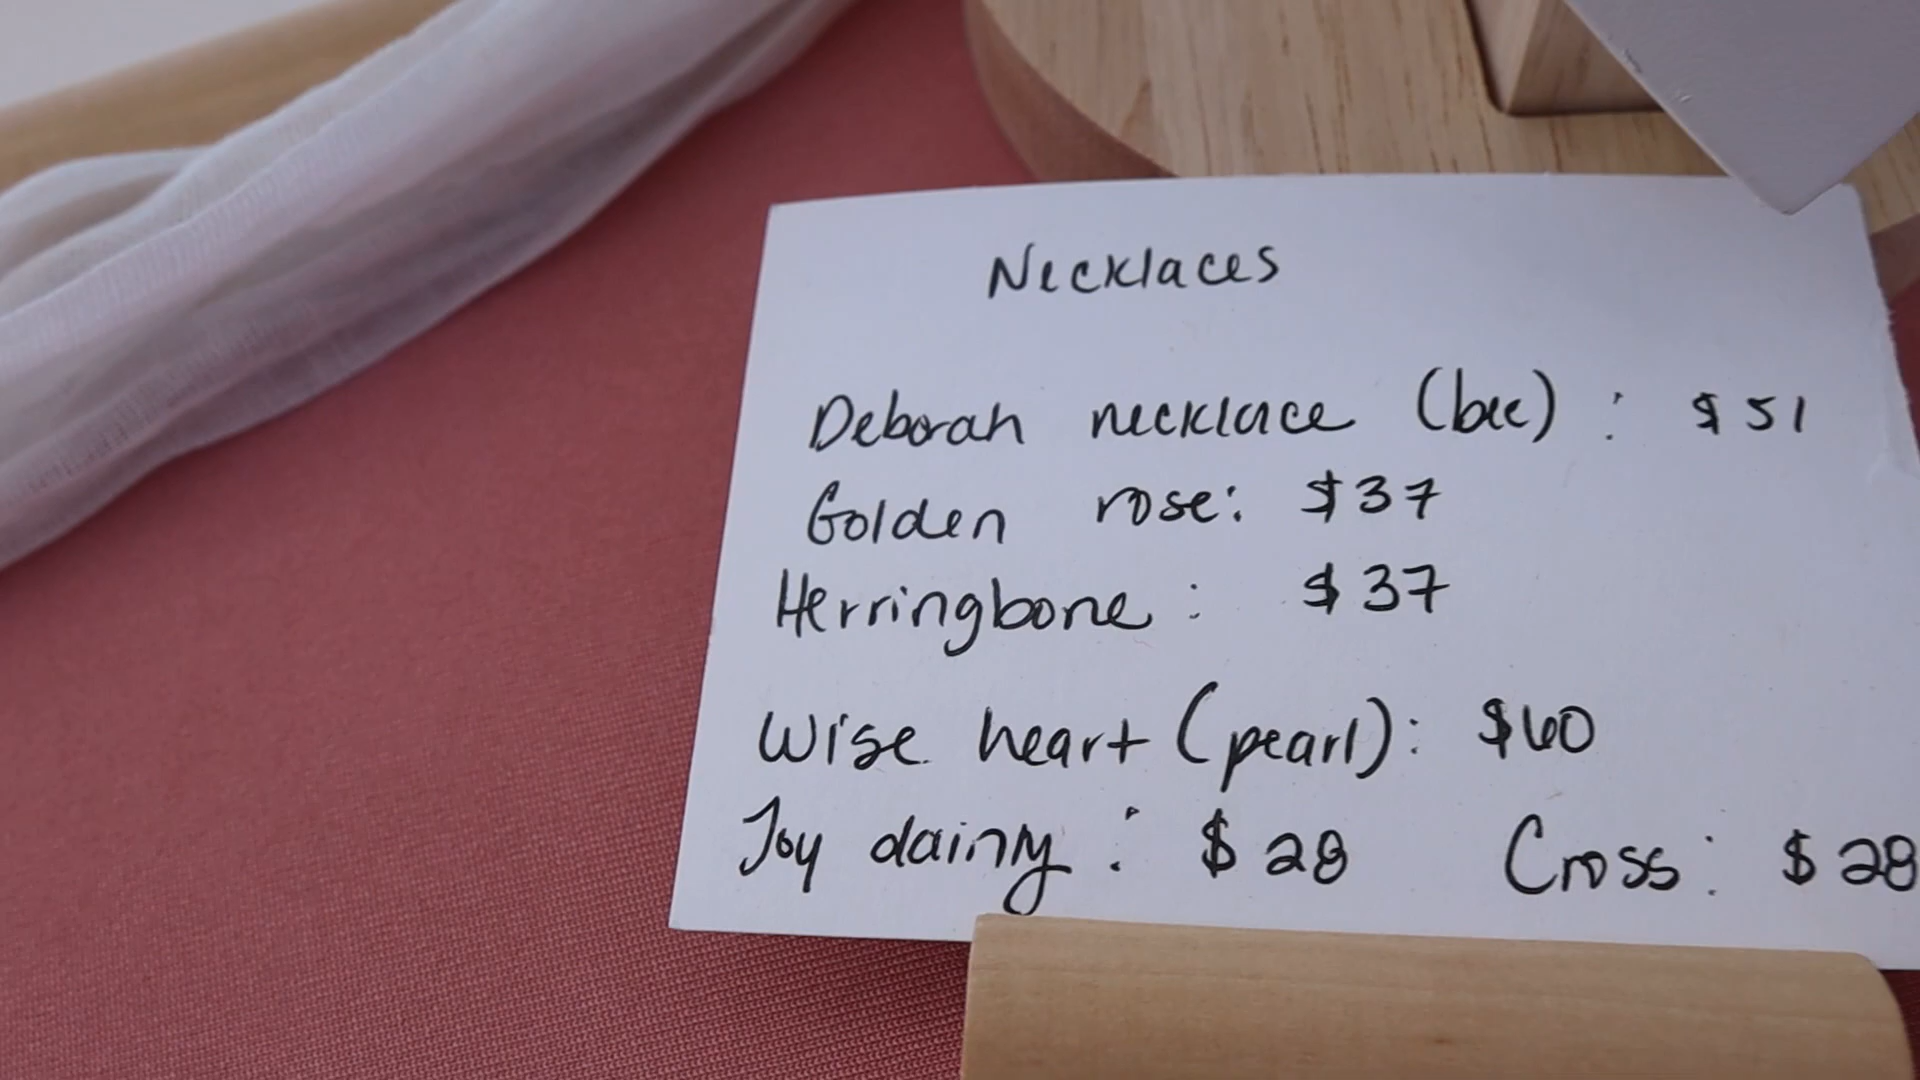 Necklaces
Deborah necklace (bee) : $51
Golden rose: $37
Herringbone : $37
Wise heart (pearl): $60
Joy dainty : $28 Cross: $28